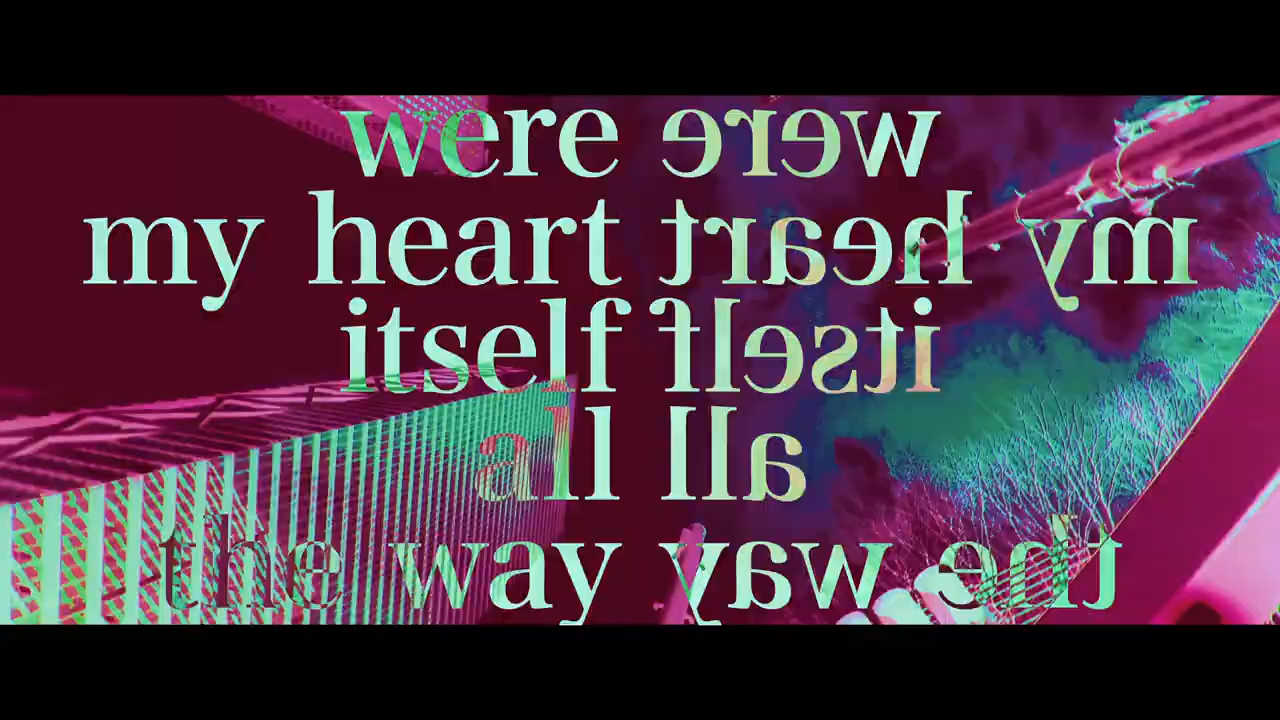 were were
my heart my heart
itself itself
all all
the way the way